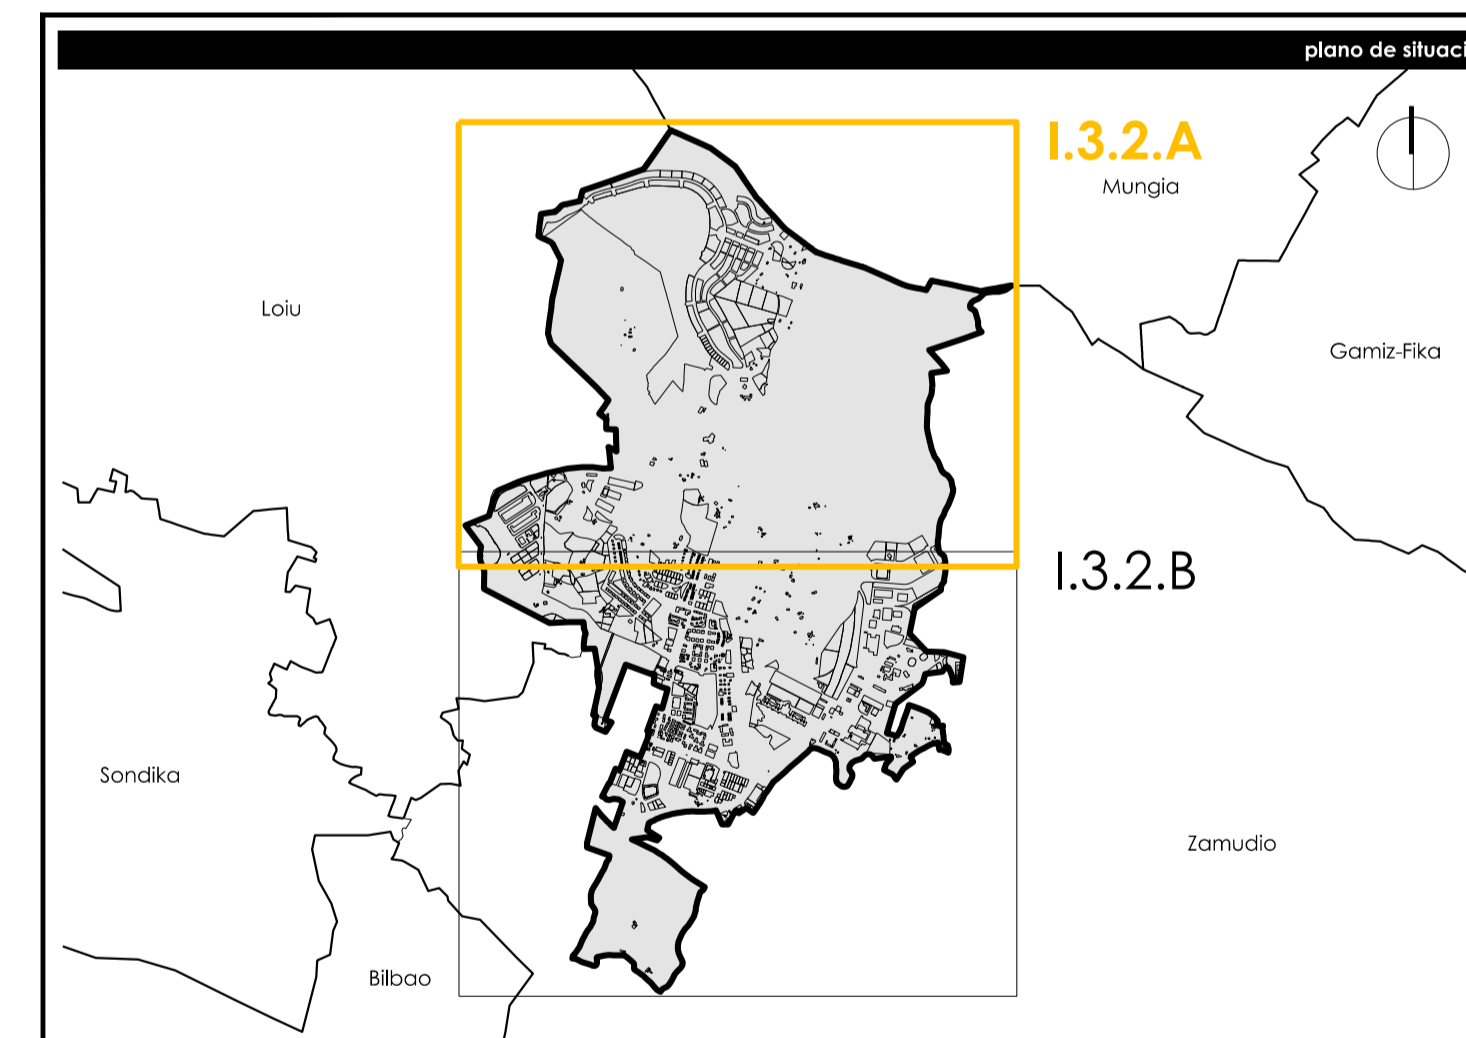 plano de situaci
I.3.2.A
Mungia
Loiu
Gamiz-Fika
I.3.2.B
Sondika
Zamudio
Bilbao